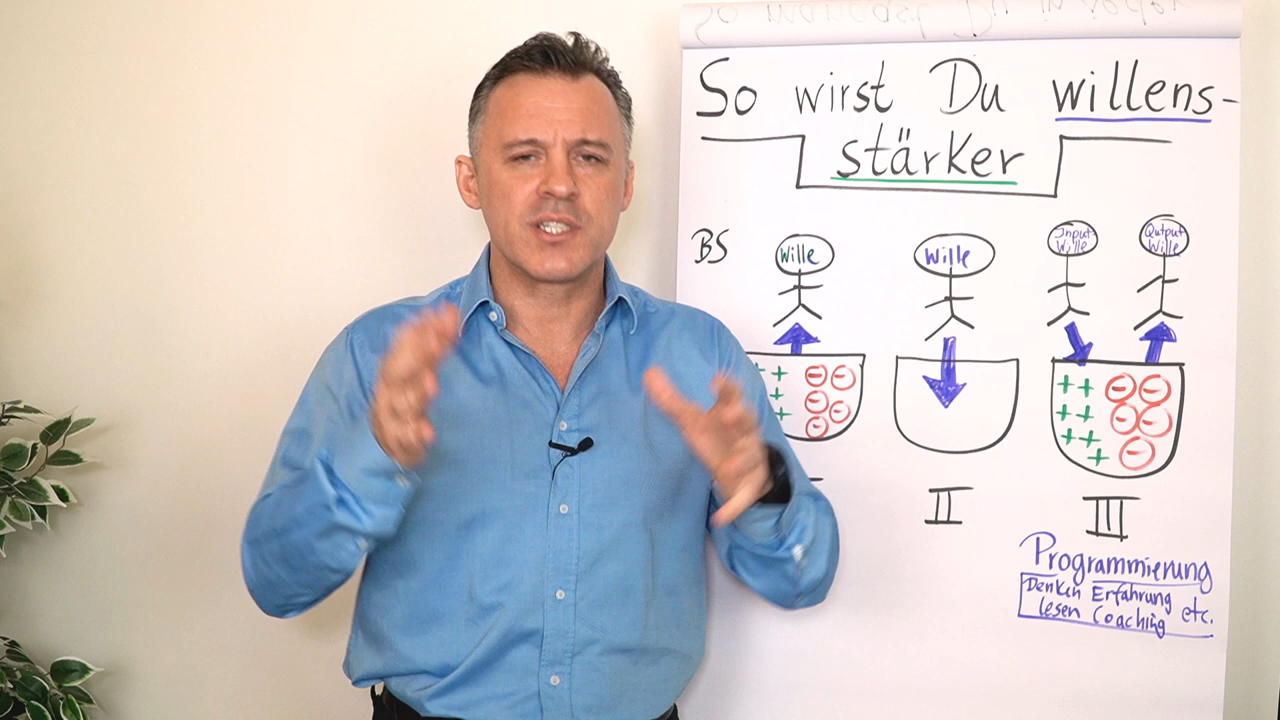 So wirst Du willens-
stärker
BS
Wille
Wille
Input Wille
Output Wille
+ + - -
+ - -
+ -
+ + - -
+ + - -
+ + -
+
II
III
Programmierung
Denken Erfahrung
lesen Coaching etc.